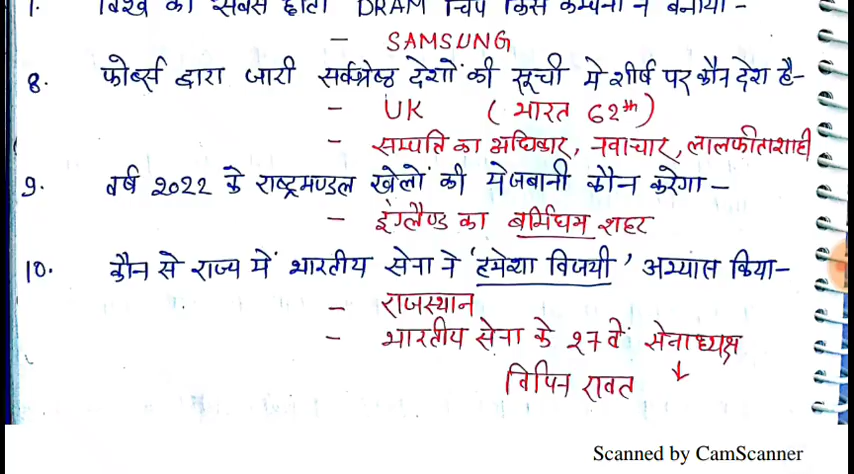 7. विश्व का सबसे छोटा DRAM चिप किस कम्पनी ने बनाया -
- SAMSUNG
8. फोर्ब्स द्वारा जारी सर्वश्रेष्ठ देशों की सूची मे शीर्ष पर कौन देश है-
- UK (भारत 62th)
- सम्पति का अधिकार, नवाचार, लालफीताशाही
9. वर्ष 2022 के राष्ट्रमण्डल खेलों की मेजबानी कौन करेगा -
- इंग्लैण्ड का बर्मिंघम शहर
10. कौन से राज्य में भारतीय सेना ने 'हमेशा विजयी' अभ्यास किया-
- राजस्थान
- भारतीय सेना के 27 वें सेनाध्यक्ष
↓
विपिन रावत
Scanned by CamScanner